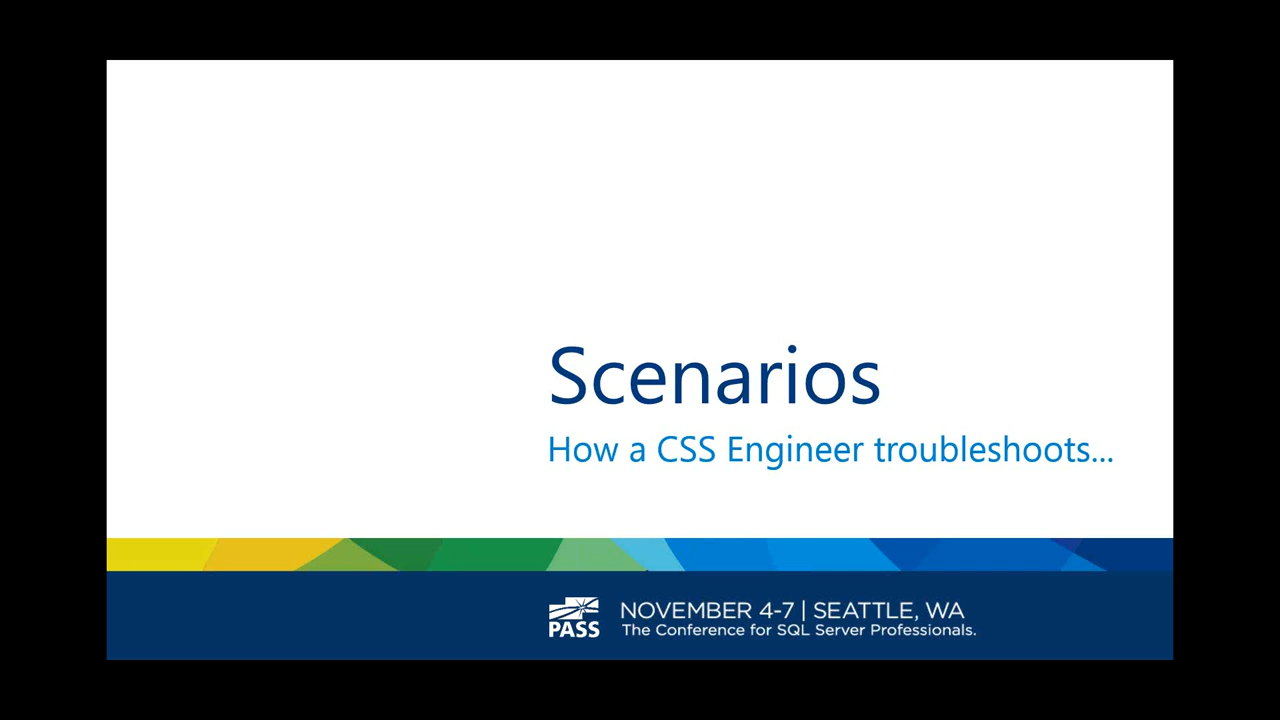 Scenarios
How a CSS Engineer troubleshoots...
PASS
NOVEMBER 4-7 | SEATTLE, WA
The Conference for SQL Server Professionals.